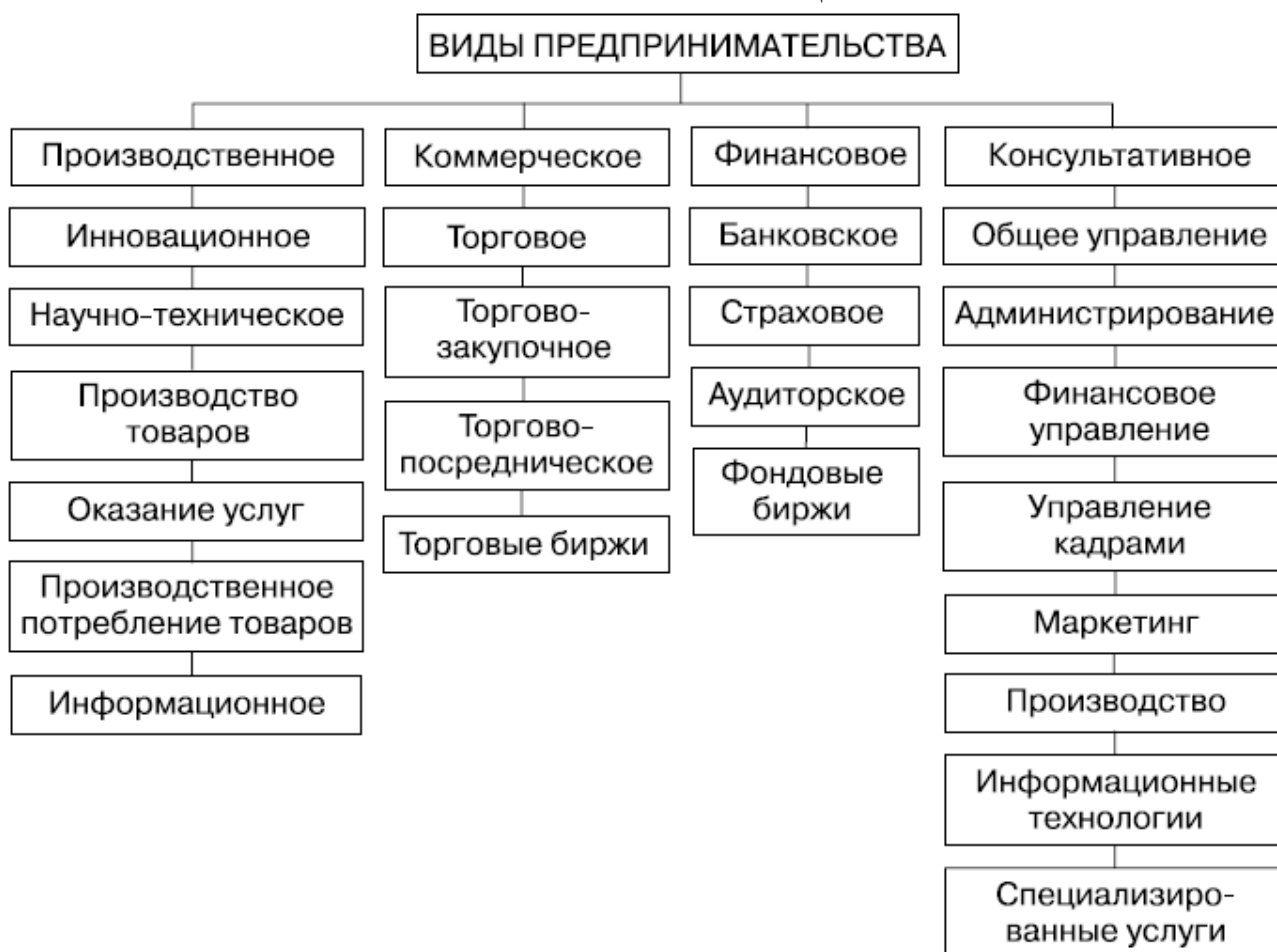 ВИДЫ ПРЕДПРИНИМАТЕЛЬСТВА
Производственное
Инновационное
Научно-техническое
Производство
товаров
Оказание услуг
Производственное
потребление товаров
Информационное
Коммерческое
Торговое
Торгово-
закупочное
Торгово-
посредническое
Торговые биржи
Финансовое
Банковское
Страховое
Аудиторское
Фондовые
биржи
Консультативное
Общее управление
Администрирование
Финансовое
управление
Управление
кадрами
Маркетинг
Производство
Информационные
технологии
Специализиро-
ванные услуги